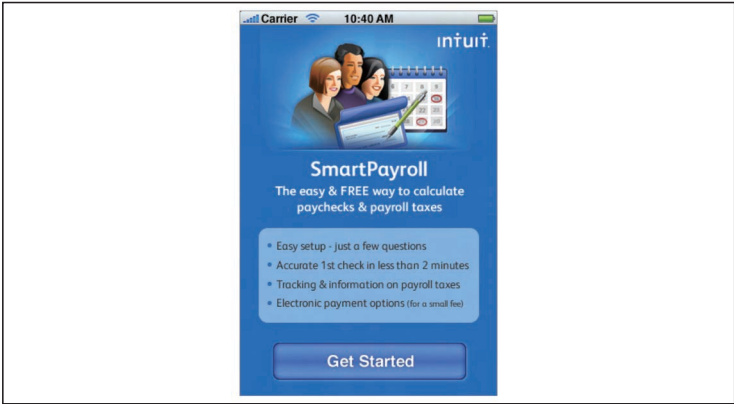 Carrier 10:40 AM
intuit.
SmartPayroll
The easy & FREE way to calculate
paychecks & payroll taxes
• Easy setup - just a few questions
• Accurate 1st check in less than 2 minutes
• Tracking & information on payroll taxes
• Electronic payment options (for a small fee)
Get Started